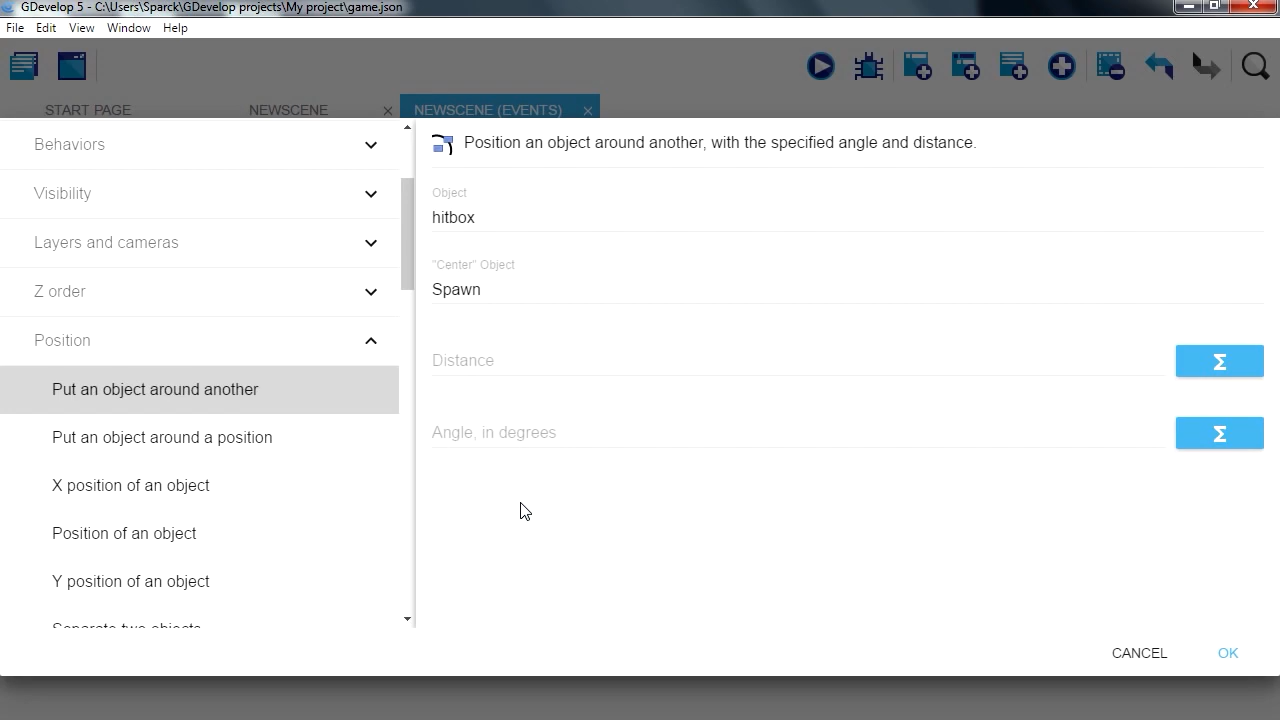 GDevelop 5 - C:\Users\Sparck\GDevelop projects\My project\game.json
File Edit View Window Help
START PAGE NEWSCENE NEWSCENE (EVENTS)
Behaviors
Visibility
Layers and cameras
Z order
Position
Put an object around another
Put an object around a position
X position of an object
Position of an object
Y position of an object
Separate two objects
Position an object around another, with the specified angle and distance.
Object
hitbox
"Center" Object
Spawn
Distance
Σ
Angle, in degrees
Σ
CANCEL OK